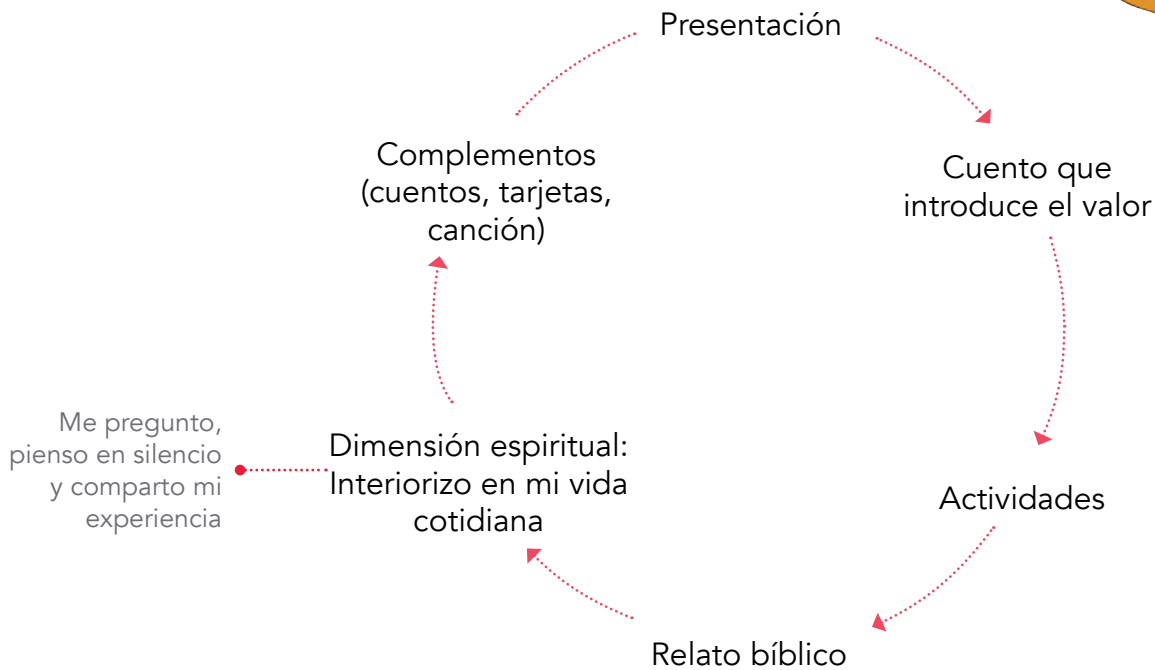 Presentación
Cuento que
introduce el valor
Actividades
Relato bíblico
Dimensión espiritual:
Interiorizo en mi vida
cotidiana
Me pregunto,
pienso en silencio
y comparto mi
experiencia
Complementos
(cuentos, tarjetas,
canción)